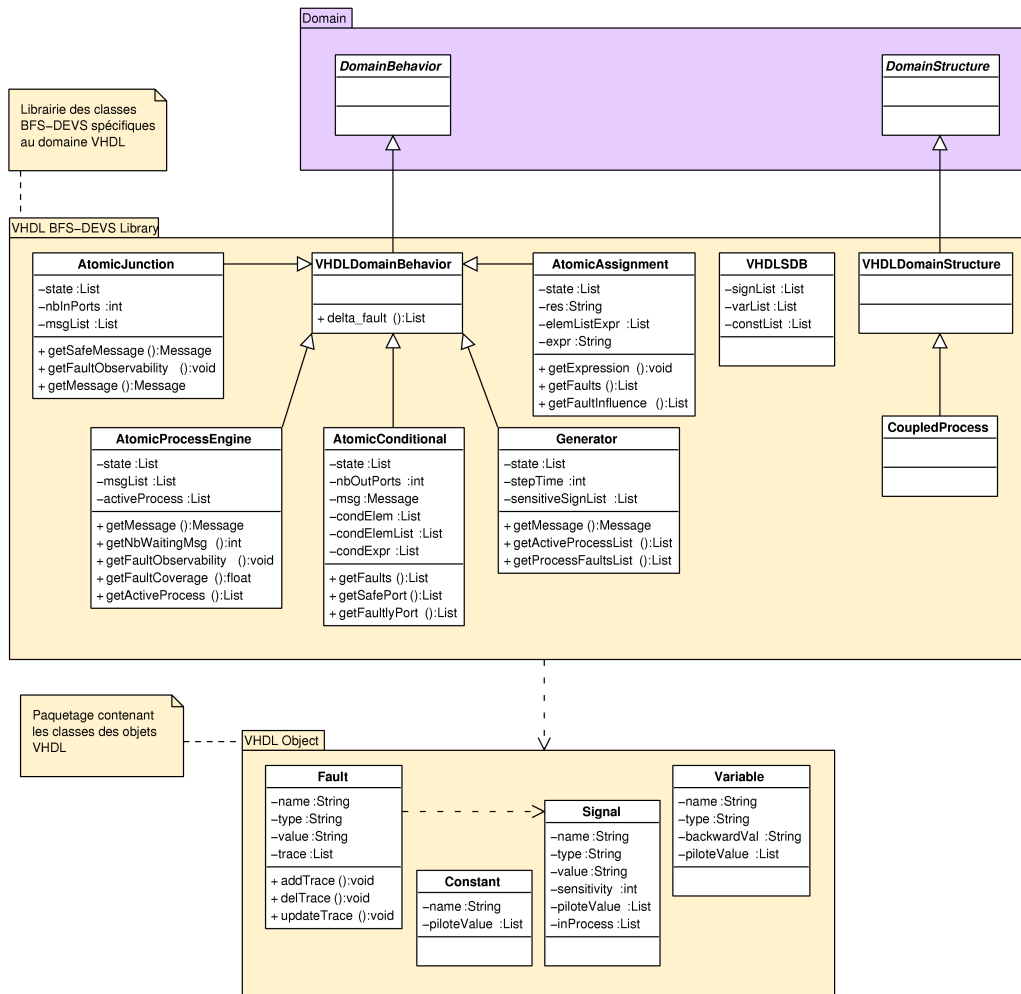 Domain
DomainBehavior
DomainStructure
Librairie des classes
BFS−DEVS spécifiques
au domaine VHDL
VHDL BFS−DEVS Library
AtomicJunction
−state :List
−nbInPorts :int
−msgList :List
+ getSafeMessage ():Message
+ getFaultObservability ():void
+ getMessage ():Message
VHDLDomainBehavior
+ delta_fault ():List
AtomicAssignment
−state :List
−res:String
−elemListExpr :List
−expr :String
+ getExpression ():void
+ getFaults ():List
+ getFaultInfluence ():List
VHDLSDB
−signList :List
−varList :List
−constList :List
VHDLDomainStructure
CoupledProcess
AtomicProcessEngine
−state :List
−msgList :List
−activeProcess :List
+ getMessage ():Message
+ getNbWaitingMsg ():int
+ getFaultObservability ():void
+ getFaultCoverage ():float
+ getActiveProcess ():List
AtomicConditional
−state :List
−nbOutPorts :int
−msg :Message
−condElem :List
−condElemList :List
−condExpr :List
+ getFaults ():List
+ getSafePort ():List
+ getFaultlyPort ():List
Generator
−state :List
−stepTime :int
−sensitiveSignList :List
+ getMessage ():Message
+ getActiveProcessList ():List
+ getProcessFaultsList ():List
Paquetage contenant
les classes des objets
VHDL
VHDL Object
Fault
−name :String
−type :String
−value :String
−trace :List
+ addTrace ():void
+ delTrace ():void
+ updateTrace ():void
Constant
−name :String
−piloteValue :List
Signal
−name :String
−type :String
−value :String
−sensitivity :int
−piloteValue :List
−inProcess :List
Variable
−name :String
−type :String
−backwardVal :String
−piloteValue :List